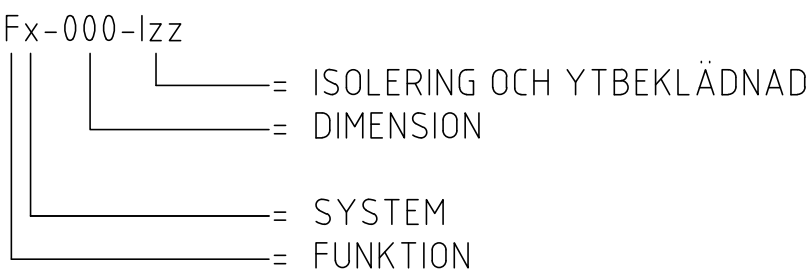 Fx-000-Izz
= ISOLERING OCH YTBEKLÄDNAD
= DIMENSION
= SYSTEM
= FUNKTION